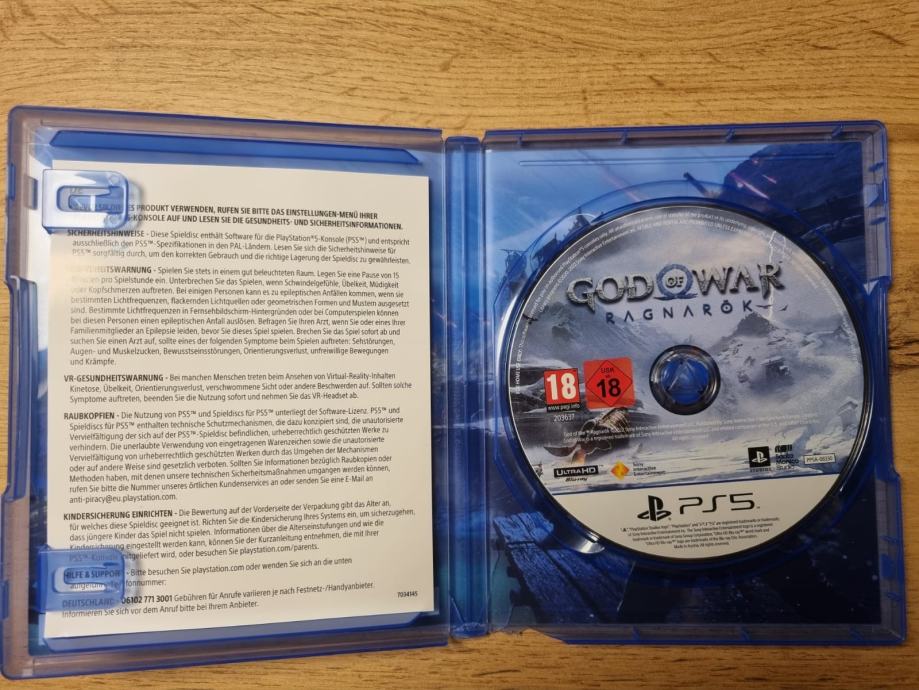 PRODUKT VERWENDEN, RUFEN SIE BITTE DAS EINSTELLUNGEN-MENÜ IHRER
-KONSOLE AUF UND LESEN SIE DIE GESUNDHEITS- UND SICHERHEITSINFORMATIONEN.
SICHERHEITSHINWEISE - Diese Spieldisc enthält Software für die PlayStation®5-Konsole (PS5™) und entspricht
ausschließlich den PS5™-Spezifikationen in den PAL-Ländern. Lesen Sie sich die Sicherheitshinweise für
PS5™ sorgfältig durch, um den korrekten Gebrauch und die richtige Lagerung der Spieldisc zu gewährleisten.
- Spielen Sie stets in einem gut beleuchteten Raum. Legen Sie eine Pause von 15
pro Spielstunde ein. Unterbrechen Sie das Spielen, wenn Schwindelgefühle, Übelkeit, Müdigkeit
oder Kopfschmerzen auftreten. Bei einigen Personen kann es zu epileptischen Anfällen kommen, wenn sie
bestimmten Lichtfrequenzen, flackernden Lichtquellen oder geometrischen Formen und Mustern ausgesetzt
sind. Bestimmte Lichtfrequenzen in Fernsehbildschirm-Hintergründen oder bei Computerspielen können
bei diesen Personen einen epileptischen Anfall auslösen. Befragen Sie Ihren Arzt, wenn Sie oder eines Ihrer
Familienmitglieder an Epilepsie leiden, bevor Sie dieses Spiel spielen. Brechen Sie das Spiel sofort ab und
suchen Sie einen Arzt auf, sollte eines der folgenden Symptome beim Spielen auftreten: Sehstörungen,
Augen- und Muskelzucken, Bewusstseinsstörungen, Orientierungsverlust, unfreiwillige Bewegungen
und Krämpfe.
VR-GESUNDHEITSWARNUNG - Bei manchen Menschen treten beim Ansehen von Virtual-Reality-Inhalten
Kinetose, Übelkeit, Orientierungsverlust, verschwommene Sicht oder andere Beschwerden auf. Sollten solche
Symptome auftreten, beenden Sie die Nutzung sofort und nehmen Sie das VR-Headset ab.
RAUBKOPIEN - Die Nutzung von PS5™ und Spieldiscs für PS5™ unterliegt der Software-Lizenz. PS5™ und
Spieldiscs für PS5™ enthalten technische Schutzmechanismen, die dazu konzipiert sind, die unautorisierte
Vervielfältigung der sich auf der PS5™-Spieldisc befindlichen, urheberrechtlich geschützten Werke zu
verhindern. Die unerlaubte Verwendung von eingetragenen Warenzeichen sowie die unautorisierte
Vervielfältigung von urheberrechtlich geschützten Werken durch das Umgehen der Mechanismen
oder auf andere Weise sind gesetzlich verboten. Sollten Sie Informationen bezüglich Raubkopien oder
Methoden haben, mit denen unsere technischen Sicherheitsmaßnahmen umgangen werden können,
rufen Sie bitte die Nummer unseres örtlichen Kundenservices an oder senden Sie eine E-Mail an
anti-piracy@eu.playstation.com.
KINDERSICHERUNG EINRICHTEN - Die Bewertung auf der Vorderseite der Verpackung gibt das Alter an,
für welches diese Spieldisc geeignet ist. Richten Sie die Kindersicherung Ihres Systems ein, um sicherzugehen,
dass jüngere Kinder das Spiel nicht spielen. Informationen über die Alterseinstufungen und wie die
Kindersicherung eingestellt werden kann, können Sie der Kurzanleitung entnehmen, die mit Ihrer
PS5™-Konsole mitgeliefert wird, oder besuchen Sie playstation.com/parents.
HILFE & SUPPORT - Bitte besuchen Sie playstation.com oder wenden Sie sich an die unten
DEUTSCHLAND - 06102 771 3001 Gebühren für Anrufe variieren je nach Festnetz-/Handyanbieter.
Informieren Sie sich vor dem Anruf bitte bei Ihrem Anbieter.
7034145
GOD OF WAR
RAGNARÖK
18
www.pegi.info
USK
18
203637
ULTRA HD
Blu-ray
Sony
Interactive
Entertainment
PlayStation
STUDIOS
Santa
Monica
Studio
PPSA-08330
PS5